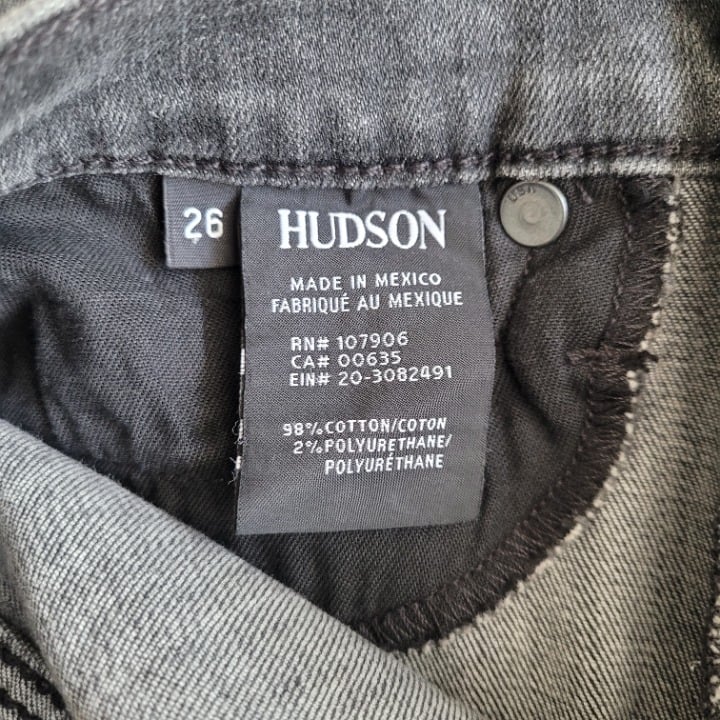 26
HUDSON
MADE IN MEXICO
FABRIQUÉ AU MEXIQUE
RN# 107906
CA# 00635
EIN# 20-3082491
98%COTTON/COTON
2%POLYURETHANE/
POLYURÉTHANE